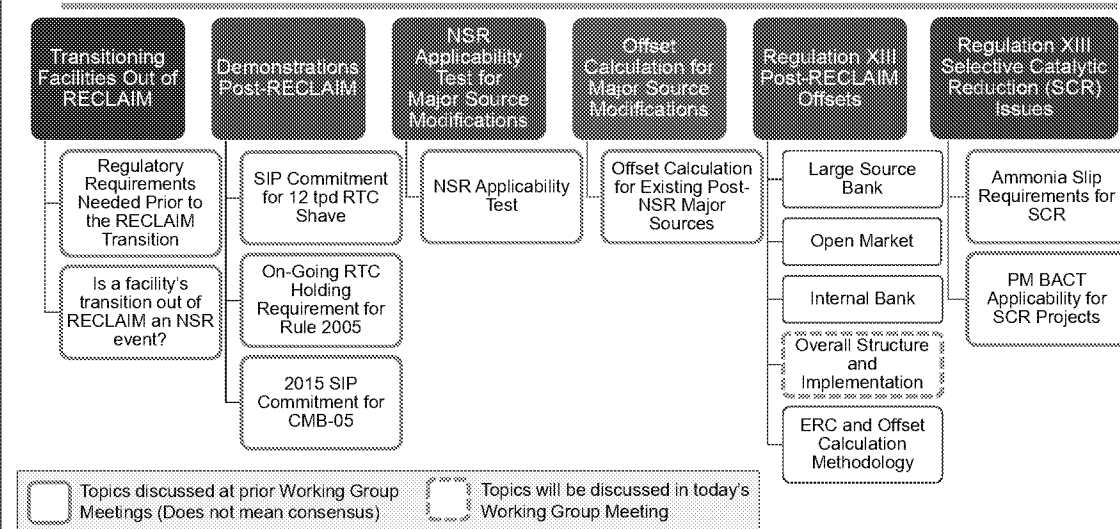 Transitioning
Facilities Out of
RECLAIM
Regulatory
Requirements
Needed Prior to
the RECLAIM
Transition
Is a facility's
transition out of
RECLAIM an NSR
event?
Demonstrations
Post-RECLAIM
SIP Commitment
for 12 tpd RTC
Shave
On-Going RTC
Holding
Requirement for
Rule 2005
2015 SIP
Commitment for
CMB-05
NSR
Applicability
Test for
Major Source
Modifications
NSR Applicability
Test
Offset
Calculation for
Major Source
Modifications
Offset Calculation
for Existing Post-
NSR Major
Sources
Regulation XIII
Post-RECLAIM
Offsets
Large Source
Bank
Open Market
Internal Bank
Overall Structure
and
Implementation
ERC and Offset
Calculation
Methodology
Regulation XIII
Selective Catalytic
Reduction (SCR)
Issues
Ammonia Slip
Requirements for
SCR
PM BACT
Applicability for
SCR Projects
Topics discussed at prior Working Group
Meetings (Does not mean consensus)
Topics will be discussed in today's
Working Group Meeting